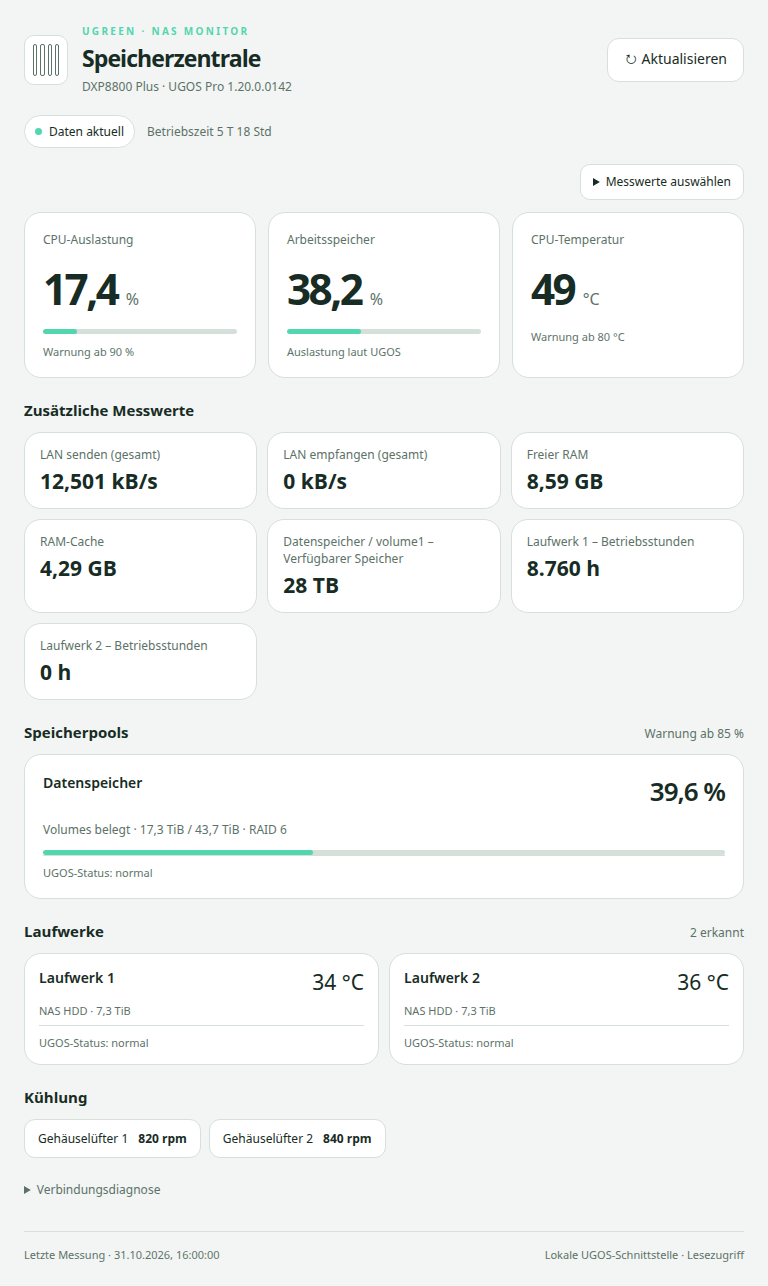 UGREEN · NAS MONITOR
Speicherzentrale
DXP8800 Plus · UGOS Pro 1.20.0.0142
↻ Aktualisieren
Daten aktuell
Betriebszeit 5 T 18 Std
▶ Messwerte auswählen
CPU-Auslastung
17,4 %
Warnung ab 90 %
Arbeitsspeicher
38,2 %
Auslastung laut UGOS
CPU-Temperatur
49 °C
Warnung ab 80 °C
Zusätzliche Messwerte
LAN senden (gesamt)
12,501 kB/s
LAN empfangen (gesamt)
0 kB/s
Freier RAM
8,59 GB
RAM-Cache
4,29 GB
Datenspeicher / volume1 –
Verfügbarer Speicher
28 TB
Laufwerk 1 – Betriebsstunden
8.760 h
Laufwerk 2 – Betriebsstunden
0 h
Speicherpools
Warnung ab 85 %
Datenspeicher
39,6 %
Volumes belegt · 17,3 TiB / 43,7 TiB · RAID 6
UGOS-Status: normal
Laufwerke
2 erkannt
Laufwerk 1
34 °C
NAS HDD · 7,3 TiB
UGOS-Status: normal
Laufwerk 2
36 °C
NAS HDD · 7,3 TiB
UGOS-Status: normal
Kühlung
Gehäuselüfter 1 820 rpm
Gehäuselüfter 2 840 rpm
▶ Verbindungsdiagnose
Letzte Messung · 31.10.2026, 16:00:00
Lokale UGOS-Schnittstelle · Lesezugriff